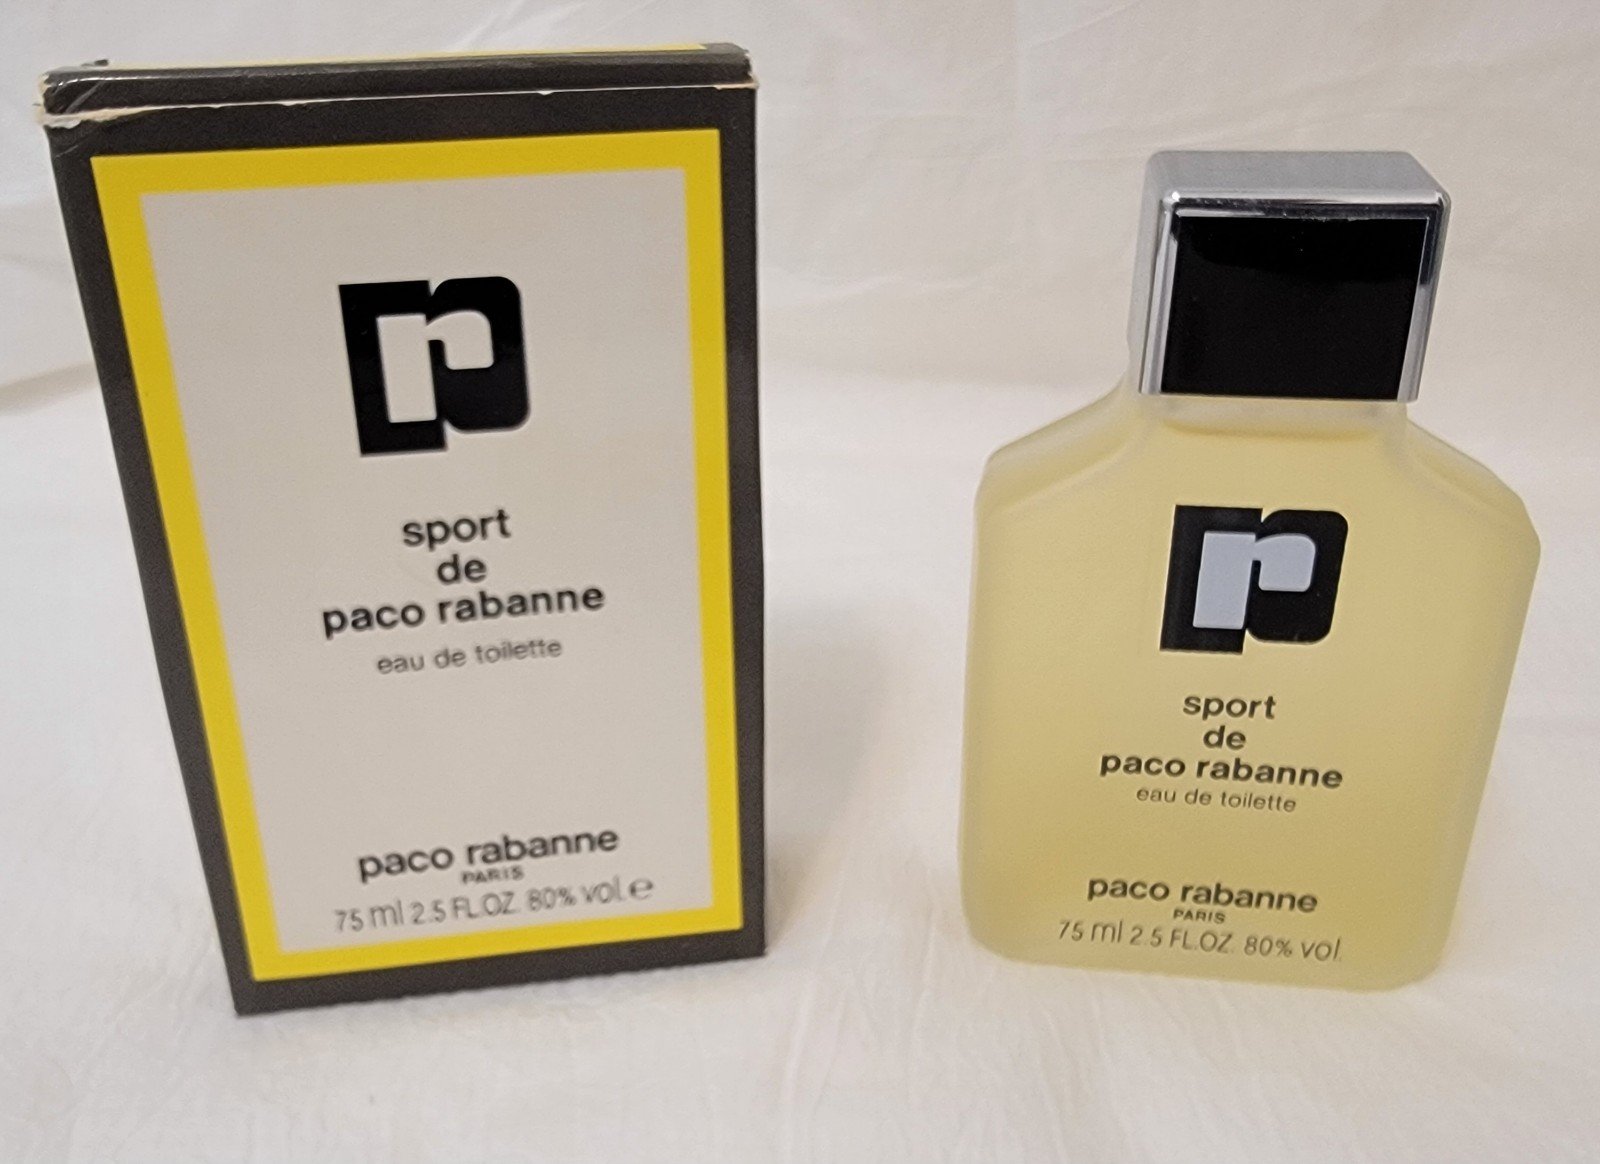 sport
de
paco rabanne
eau de toilette
paco rabanne
PARIS
75 ml 2.5 FL.OZ. 80% vol. e
sport
de
paco rabanne
eau de toilette
paco rabanne
PARIS
75 ml 2.5 FL.OZ. 80% vol.